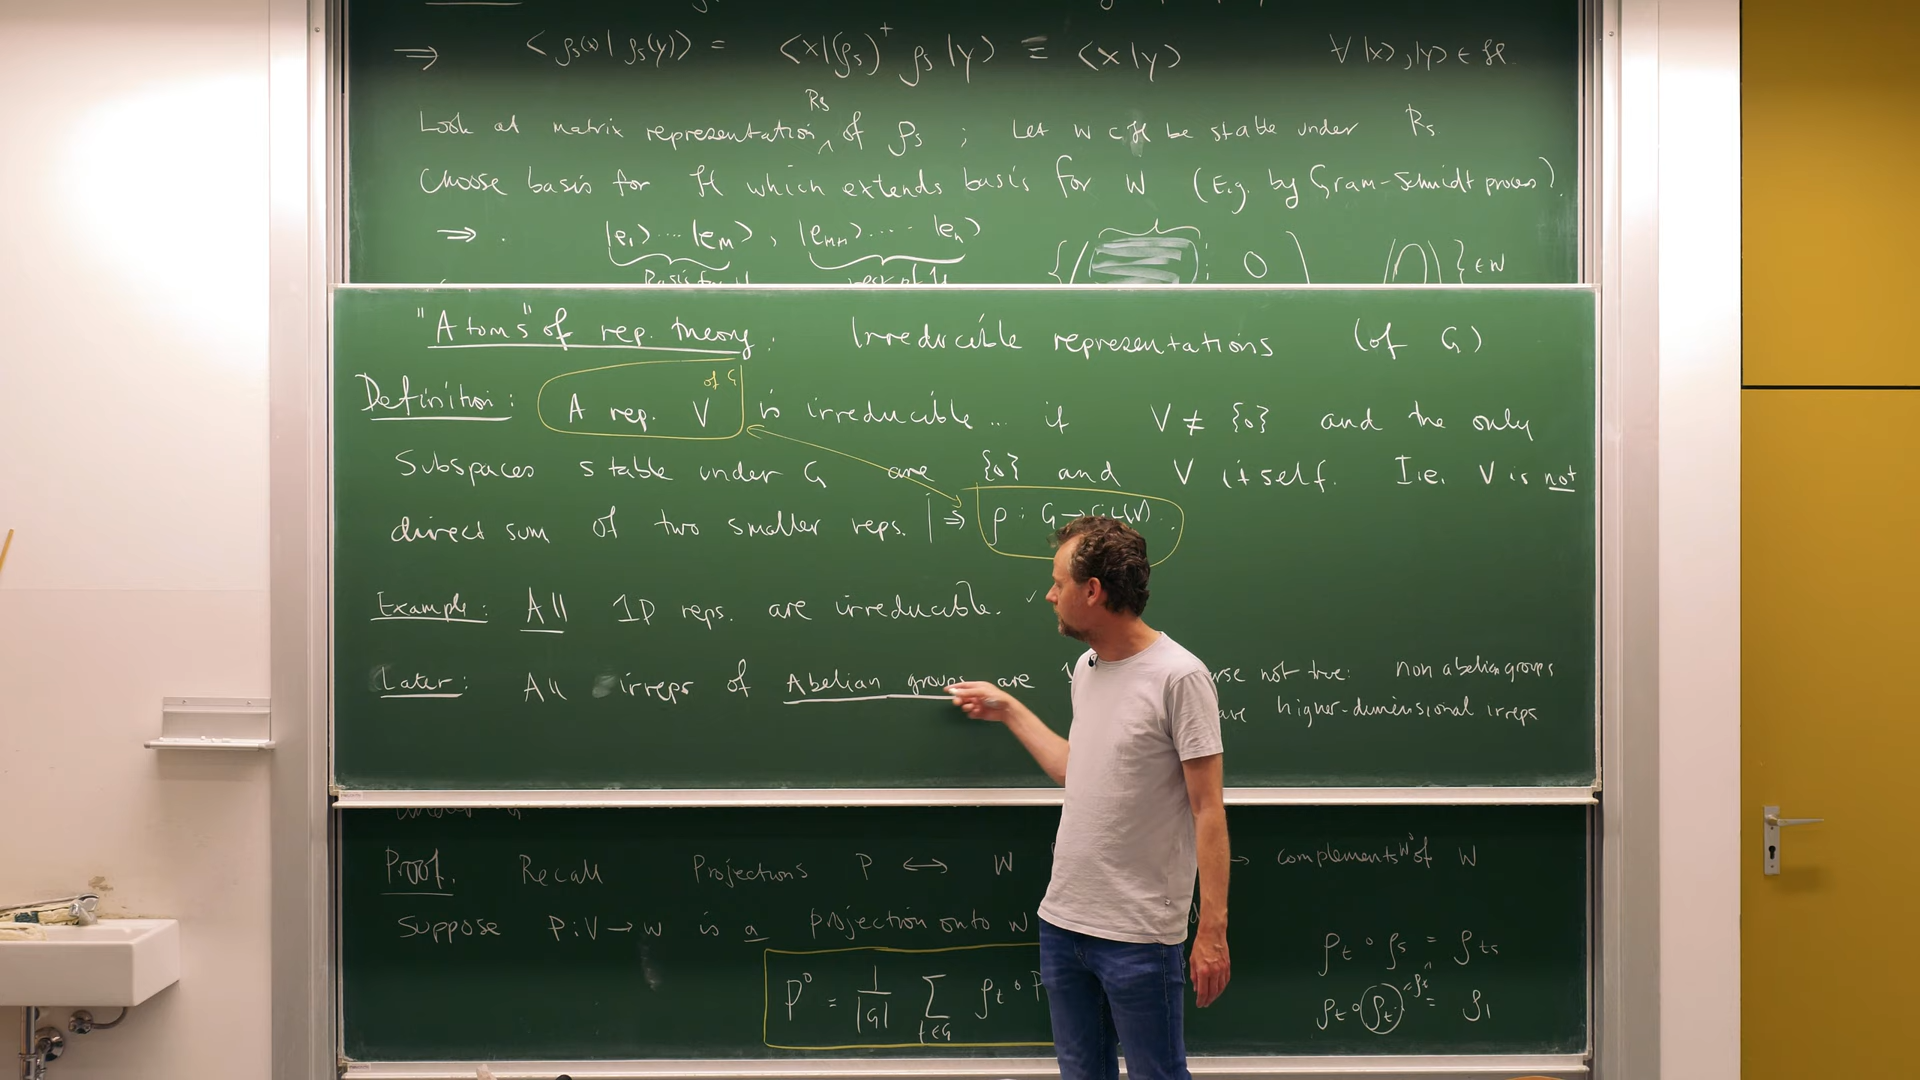 ⇒ <ρs(x) | ρs(y)> = <x|(ρs)† ρs|y> ≡ <x|y> ∀ |x>, |y> ∈ H.
Look at matrix representation Rs of ρs ; Let W ⊂ H be stable under Rs
Choose basis for H which extends basis for W (E.g. by Gram-Schmidt process).
⇒ |e1> ... |em>, |em+1> .... |en> 0 } ∈ W
"Atoms" of rep. theory: Irreducible representations (of G)
Definition: A rep. V of G is irreducible... if V ≠ {0} and the only
subspaces stable under G are {0} and V itself. I.e. V is not
direct sum of two smaller reps. | ⇒ ρ : G → GL(V)...
Example: All 1D reps. are irreducible. ✓
Later: All irreps of Abelian groups are not true: non abelian groups
higher-dimensional irreps
Proof. Recall Projections P ↔ W complements W° of W
Suppose P: V → W is a projection onto W
ρt ∘ ρs = ρts
P° = 1/|G| ∑ t∈G ρt ∘ P
ρt ∘ ρt⁻¹ = ρ1